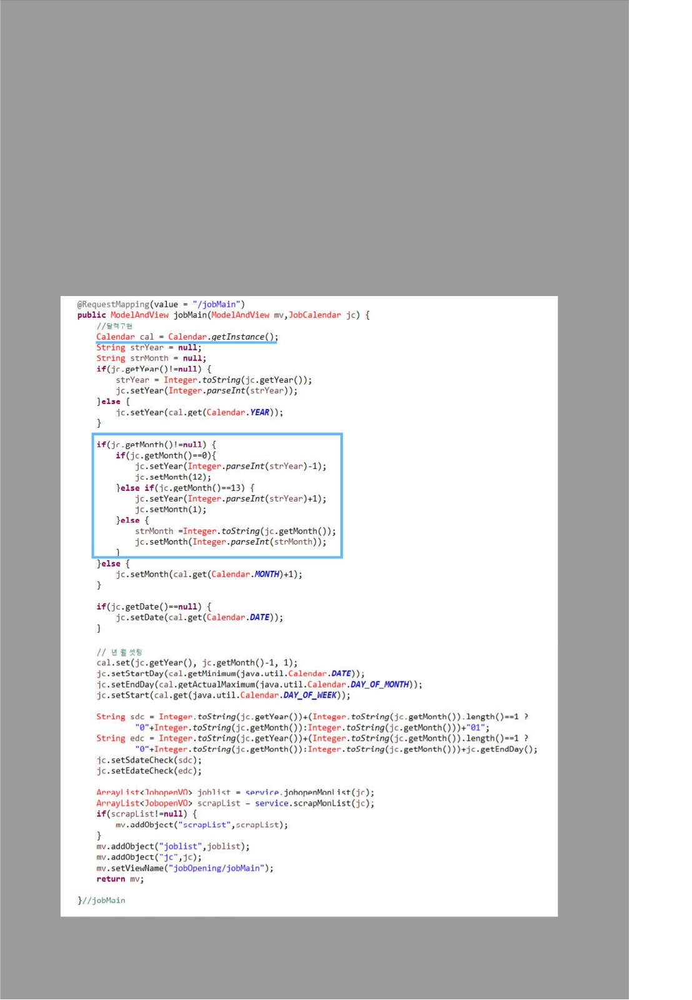 @RequestMapping(value = "/jobMain")
public ModelAndView jobMain(ModelAndView mv,JobCalendar jc) {
//달력구현
Calendar cal = Calendar.getInstance();
String strYear = null;
String strMonth = null;
if(jc.getYear()!=null) {
strYear = Integer.toString(jc.getYear());
jc.setYear(Integer.parseInt(strYear));
}else {
jc.setYear(cal.get(Calendar.YEAR));
}
if(jc.getMonth()!=null) {
if(jc.getMonth()==0){
jc.setYear(Integer.parseInt(strYear)-1);
jc.setMonth(12);
}else if(jc.getMonth()==13) {
jc.setYear(Integer.parseInt(strYear)+1);
jc.setMonth(1);
}else {
strMonth =Integer.toString(jc.getMonth());
jc.setMonth(Integer.parseInt(strMonth));
}
}else {
jc.setMonth(cal.get(Calendar.MONTH)+1);
}
if(jc.getDate()==null) {
jc.setDate(cal.get(Calendar.DATE));
}
// 년 월 셋팅
cal.set(jc.getYear(), jc.getMonth()-1, 1);
jc.setStartDay(cal.getMinimum(java.util.Calendar.DATE));
jc.setEndDay(cal.getActualMaximum(java.util.Calendar.DAY_OF_MONTH));
jc.setStart(cal.get(java.util.Calendar.DAY_OF_WEEK));
String sdc = Integer.toString(jc.getYear())+(Integer.toString(jc.getMonth()).length()==1 ?
"0"+Integer.toString(jc.getMonth()):Integer.toString(jc.getMonth()))+"01";
String edc = Integer.toString(jc.getYear())+(Integer.toString(jc.getMonth()).length()==1 ?
"0"+Integer.toString(jc.getMonth()):Integer.toString(jc.getMonth()))+jc.getEndDay();
jc.setSdateCheck(sdc);
jc.setEdateCheck(edc);
ArrayList<JobopenVO> joblist = service.jobopenMonList(jc);
ArrayList<JobopenVO> scrapList = service.scrapMonList(jc);
if(scrapList!=null) {
mv.addObject("scrapList",scrapList);
}
mv.addObject("joblist",joblist);
mv.addObject("jc",jc);
mv.setViewName("jobOpening/jobMain");
return mv;
}//jobMain